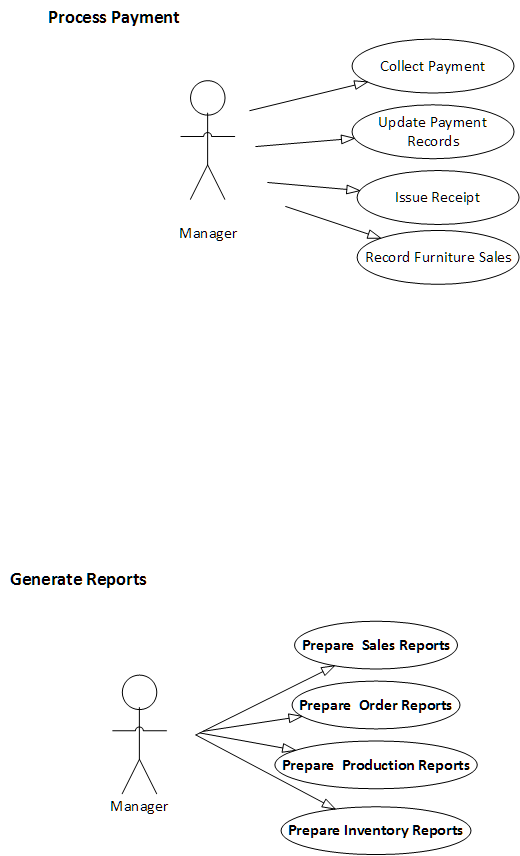 Process Payment
Collect Payment
Update Payment
Records
Issue Receipt
Manager
Record Furniture Sales
Generate Reports
Prepare  Sales Reports
Prepare  Order Reports
Prepare  Production Reports
Manager
Prepare Inventory Reports